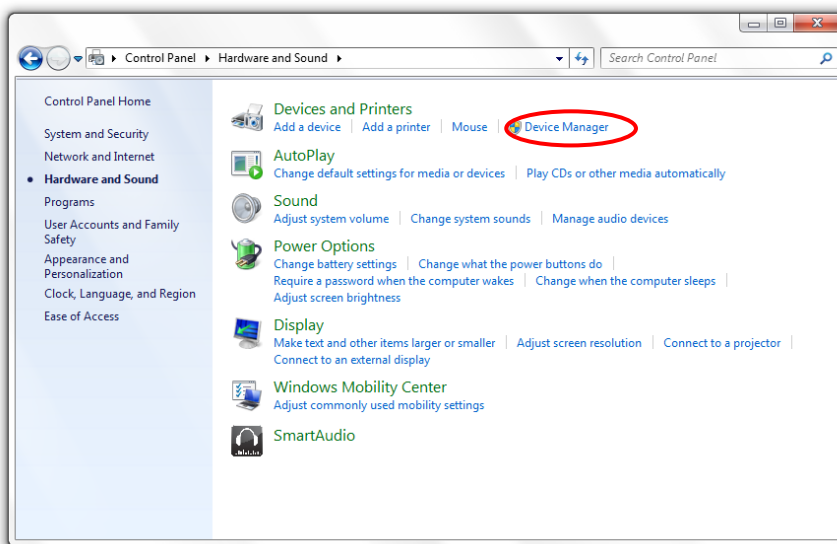 Control Panel Hardware and Sound
Search Control Panel
Control Panel Home
System and Security
Network and Internet
Hardware and Sound
Programs
User Accounts and Family
Safety
Appearance and
Personalization
Clock, Language, and Region
Ease of Access
Devices and Printers
Add a device Add a printer Mouse Device Manager
AutoPlay
Change default settings for media or devices Play CDs or other media automatically
Sound
Adjust system volume Change system sounds Manage audio devices
Power Options
Change battery settings Change what the power buttons do
Require a password when the computer wakes Change when the computer sleeps
Adjust screen brightness
Display
Make text and other items larger or smaller Adjust screen resolution Connect to a projector
Connect to an external display
Windows Mobility Center
Adjust commonly used mobility settings
SmartAudio